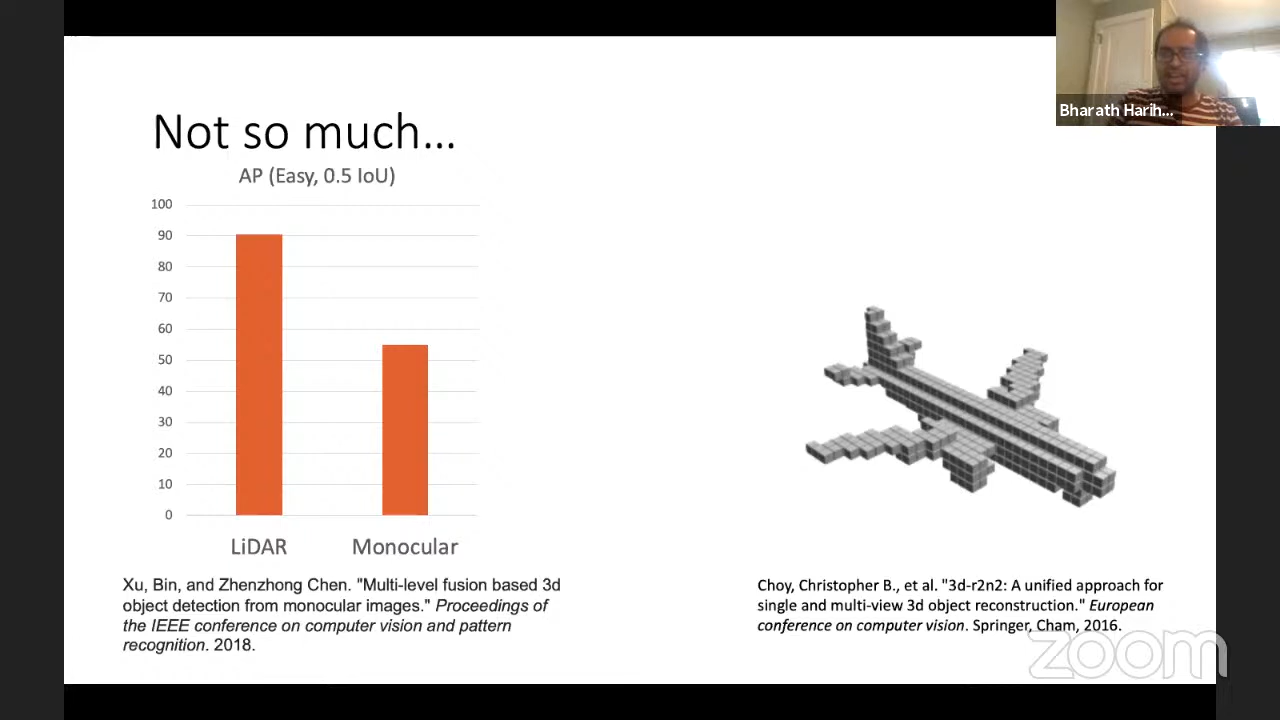 Bharath Harih...
Not so much...
AP (Easy, 0.5 IoU)
100
90
80
70
60
50
40
30
20
10
0
LiDAR
Monocular
Xu, Bin, and Zhenzhong Chen. "Multi-level fusion based 3d
object detection from monocular images." Proceedings of
the IEEE conference on computer vision and pattern
recognition. 2018.
Choy, Christopher B., et al. "3d-r2n2: A unified approach for
single and multi-view 3d object reconstruction." European
conference on computer vision. Springer, Cham, 2016.
zoom